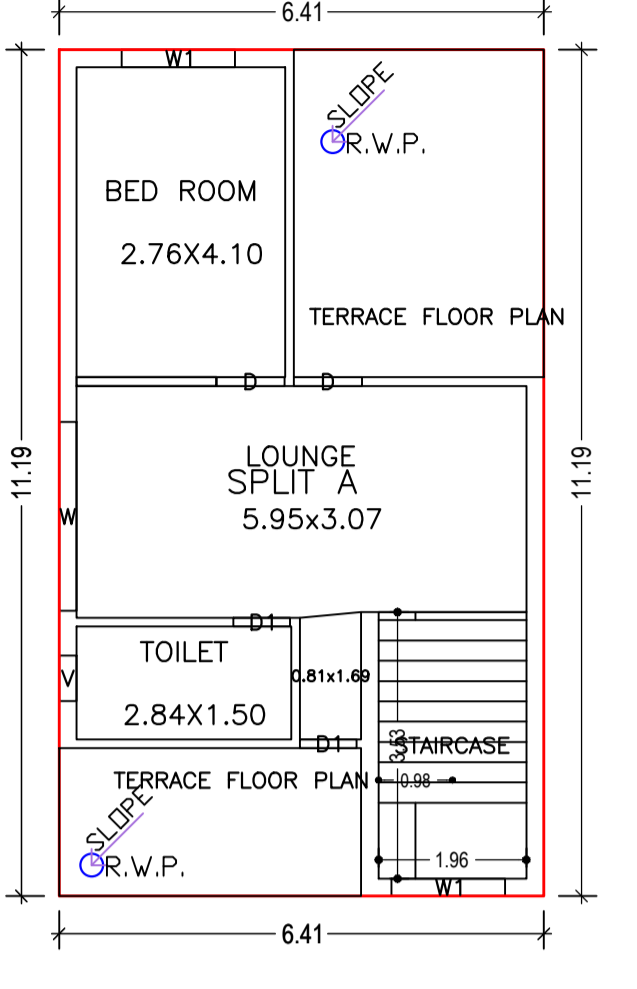 6.41
W1
SLOPE
R.W.P.
BED ROOM
2.76X4.10
TERRACE FLOOR PLAN
D
D
11.19
11.19
LOUNGE
SPLIT A
5.95x3.07
W
D1
TOILET
V
0.81x1.69
2.84X1.50
D1
3.53
STAIRCASE
TERRACE FLOOR PLAN
0.98
SLOPE
R.W.P.
1.96
W1
6.41